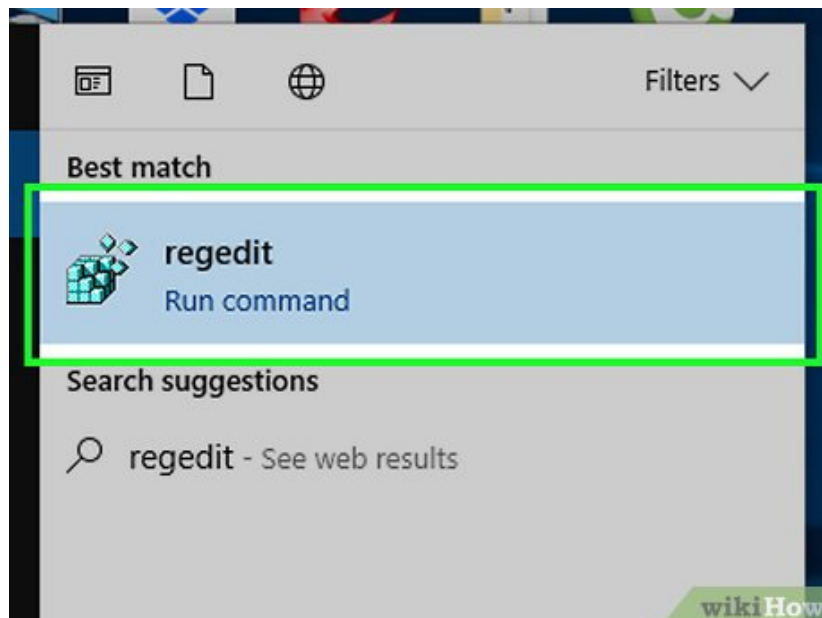 Filters
Best match
regedit
Run command
Search suggestions
regedit - See web results
wikiHow